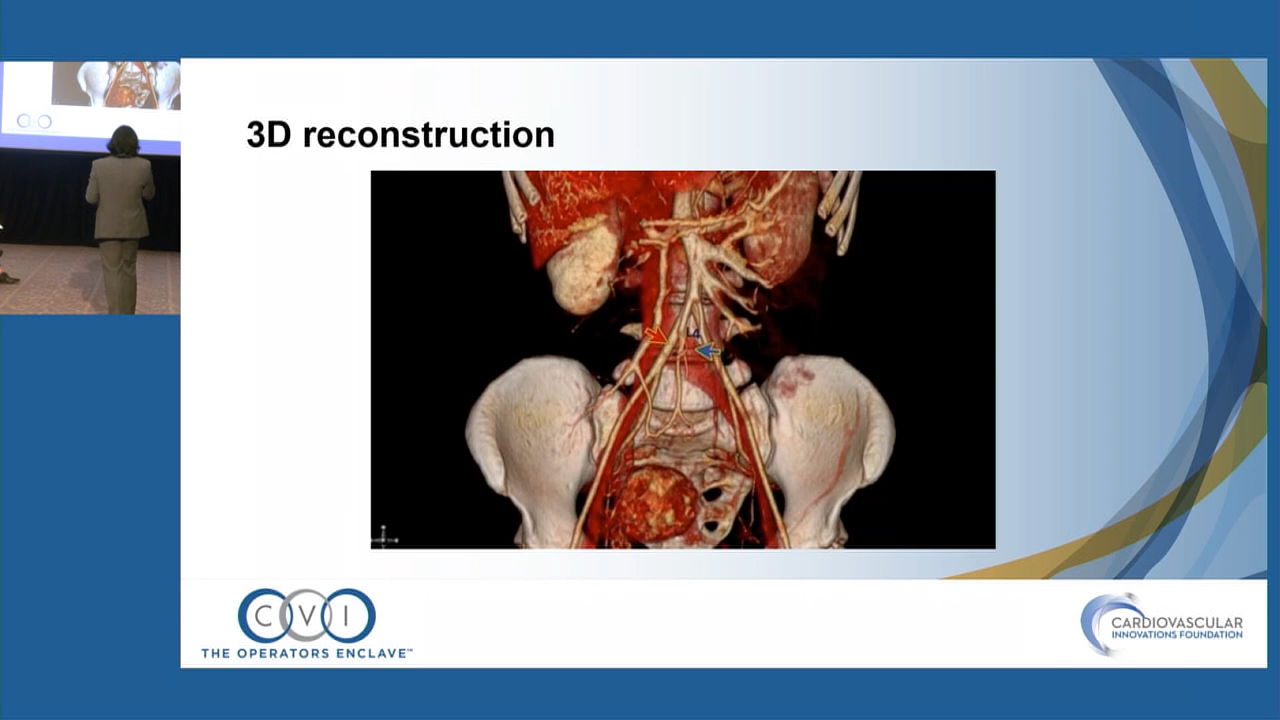 3D reconstruction
L4
CVI
THE OPERATORS ENCLAVE™
CARDIOVASCULAR
INNOVATIONS FOUNDATION